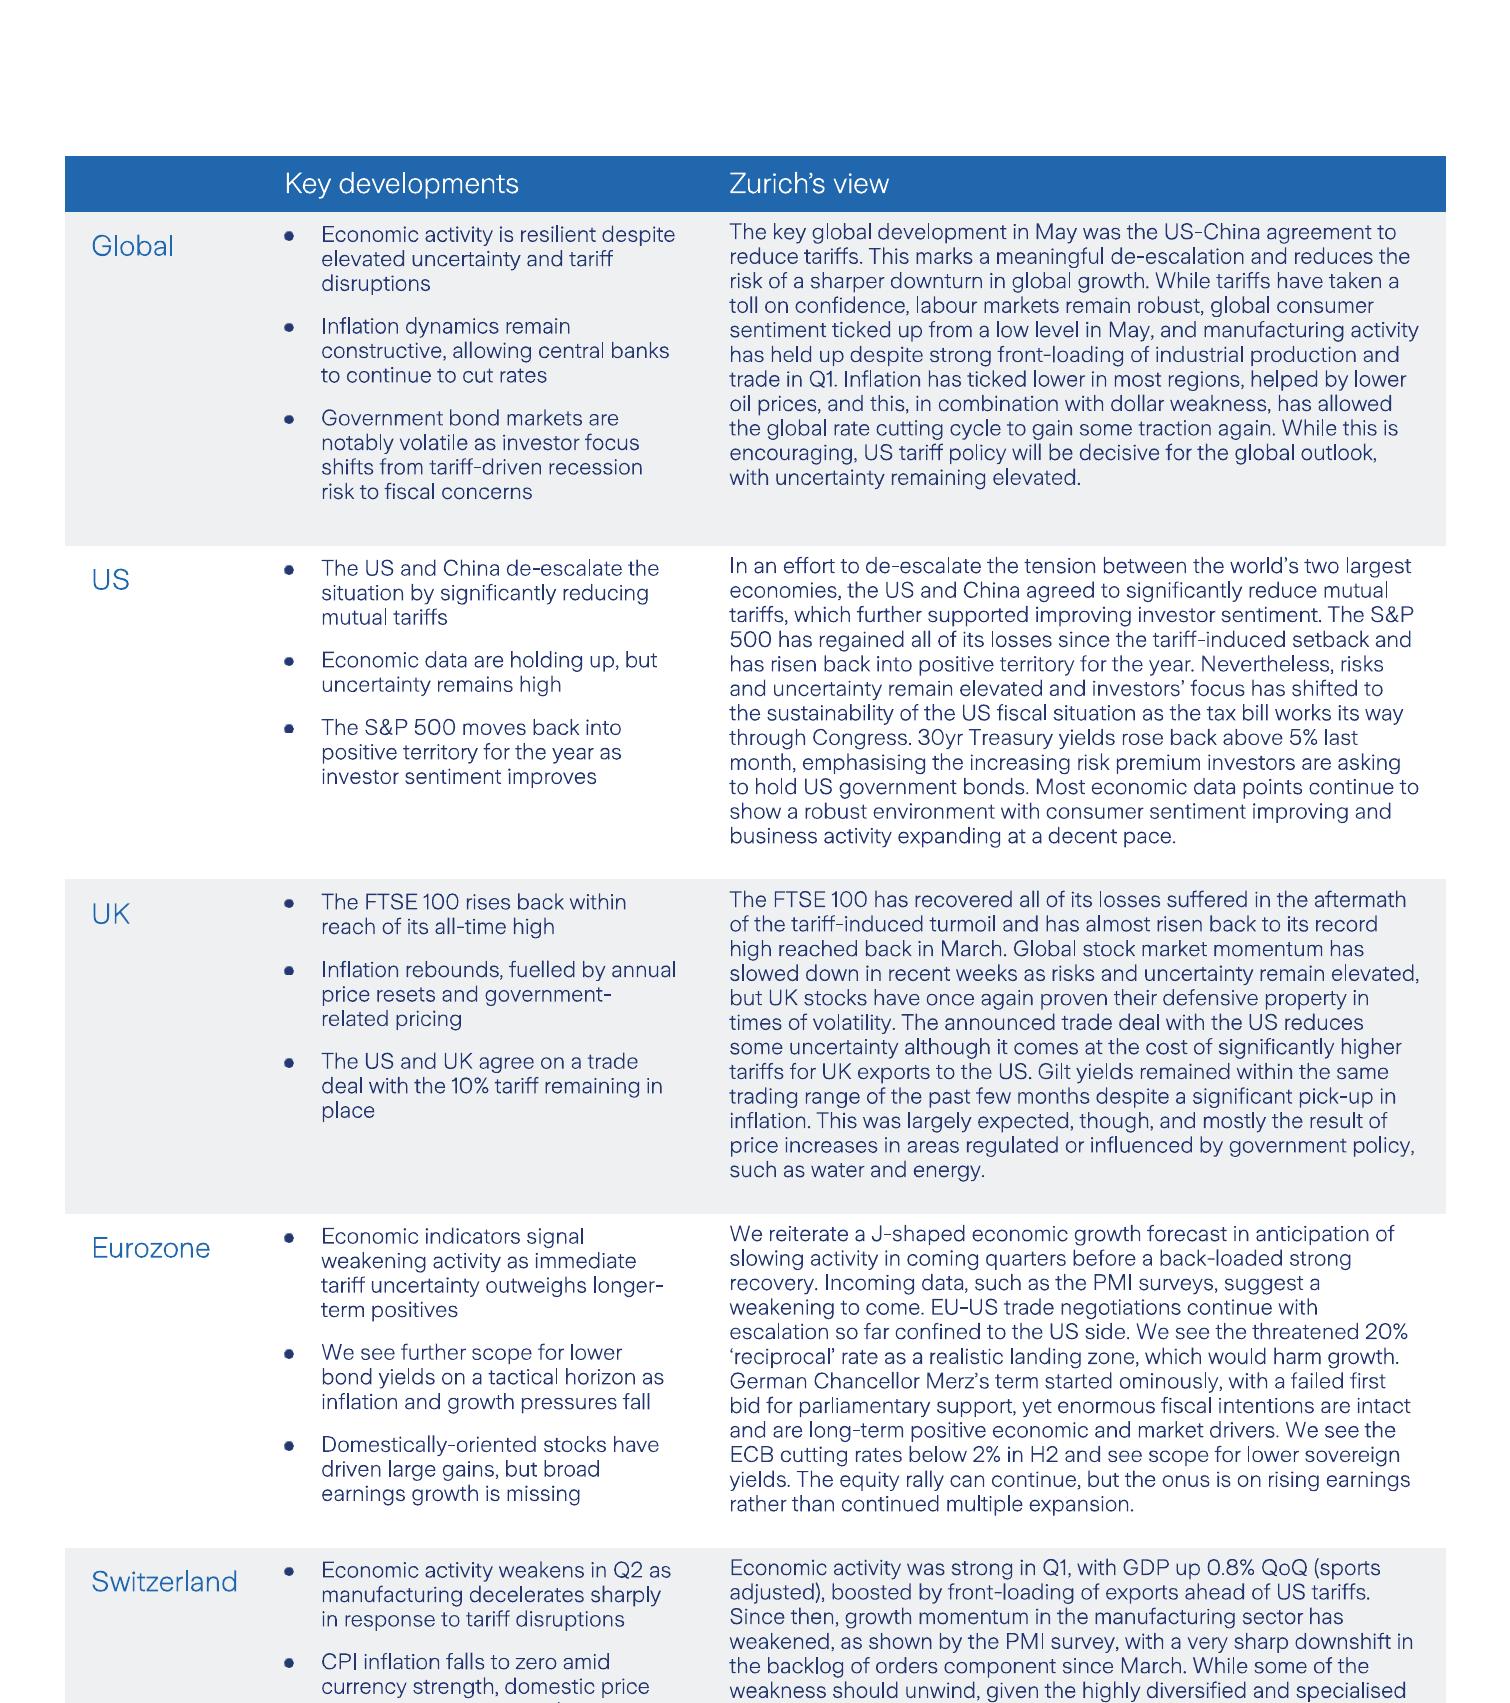 Key developments
Zurich's view
Global
● Economic activity is resilient despite
elevated uncertainty and tariff
disruptions
● Inflation dynamics remain
constructive, allowing central banks
to continue to cut rates
● Government bond markets are
notably volatile as investor focus
shifts from tariff-driven recession
risk to fiscal concerns
The key global development in May was the US-China agreement to
reduce tariffs. This marks a meaningful de-escalation and reduces the
risk of a sharper downturn in global growth. While tariffs have taken a
toll on confidence, labour markets remain robust, global consumer
sentiment ticked up from a low level in May, and manufacturing activity
has held up despite strong front-loading of industrial production and
trade in Q1. Inflation has ticked lower in most regions, helped by lower
oil prices, and this, in combination with dollar weakness, has allowed
the global rate cutting cycle to gain some traction again. While this is
encouraging, US tariff policy will be decisive for the global outlook,
with uncertainty remaining elevated.
US
● The US and China de-escalate the
situation by significantly reducing
mutual tariffs
● Economic data are holding up, but
uncertainty remains high
● The S&P 500 moves back into
positive territory for the year as
investor sentiment improves
In an effort to de-escalate the tension between the world's two largest
economies, the US and China agreed to significantly reduce mutual
tariffs, which further supported improving investor sentiment. The S&P
500 has regained all of its losses since the tariff-induced setback and
has risen back into positive territory for the year. Nevertheless, risks
and uncertainty remain elevated and investors' focus has shifted to
the sustainability of the US fiscal situation as the tax bill works its way
through Congress. 30yr Treasury yields rose back above 5% last
month, emphasising the increasing risk premium investors are asking
to hold US government bonds. Most economic data points continue to
show a robust environment with consumer sentiment improving and
business activity expanding at a decent pace.
UK
● The FTSE 100 rises back within
reach of its all-time high
● Inflation rebounds, fuelled by annual
price resets and government-
related pricing
● The US and UK agree on a trade
deal with the 10% tariff remaining in
place
The FTSE 100 has recovered all of its losses suffered in the aftermath
of the tariff-induced turmoil and has almost risen back to its record
high reached back in March. Global stock market momentum has
slowed down in recent weeks as risks and uncertainty remain elevated,
but UK stocks have once again proven their defensive property in
times of volatility. The announced trade deal with the US reduces
some uncertainty although it comes at the cost of significantly higher
tariffs for UK exports to the US. Gilt yields remained within the same
trading range of the past few months despite a significant pick-up in
inflation. This was largely expected, though, and mostly the result of
price increases in areas regulated or influenced by government policy,
such as water and energy.
Eurozone
● Economic indicators signal
weakening activity as immediate
tariff uncertainty outweighs longer-
term positives
● We see further scope for lower
bond yields on a tactical horizon as
inflation and growth pressures fall
● Domestically-oriented stocks have
driven large gains, but broad
earnings growth is missing
We reiterate a J-shaped economic growth forecast in anticipation of
slowing activity in coming quarters before a back-loaded strong
recovery. Incoming data, such as the PMI surveys, suggest a
weakening to come. EU-US trade negotiations continue with
escalation so far confined to the US side. We see the threatened 20%
'reciprocal' rate as a realistic landing zone, which would harm growth.
German Chancellor Merz's term started ominously, with a failed first
bid for parliamentary support, yet enormous fiscal intentions are intact
and are long-term positive economic and market drivers. We see the
ECB cutting rates below 2% in H2 and see scope for lower sovereign
yields. The equity rally can continue, but the onus is on rising earnings
rather than continued multiple expansion.
Switzerland
● Economic activity weakens in Q2 as
manufacturing decelerates sharply
in response to tariff disruptions
● CPI inflation falls to zero amid
currency strength, domestic price
Economic activity was strong in Q1, with GDP up 0.8% QoQ (sports
adjusted), boosted by front-loading of exports ahead of US tariffs.
Since then, growth momentum in the manufacturing sector has
weakened, as shown by the PMI survey, with a very sharp downshift in
the backlog of orders component since March. While some of the
weakness should unwind, given the highly diversified and specialised